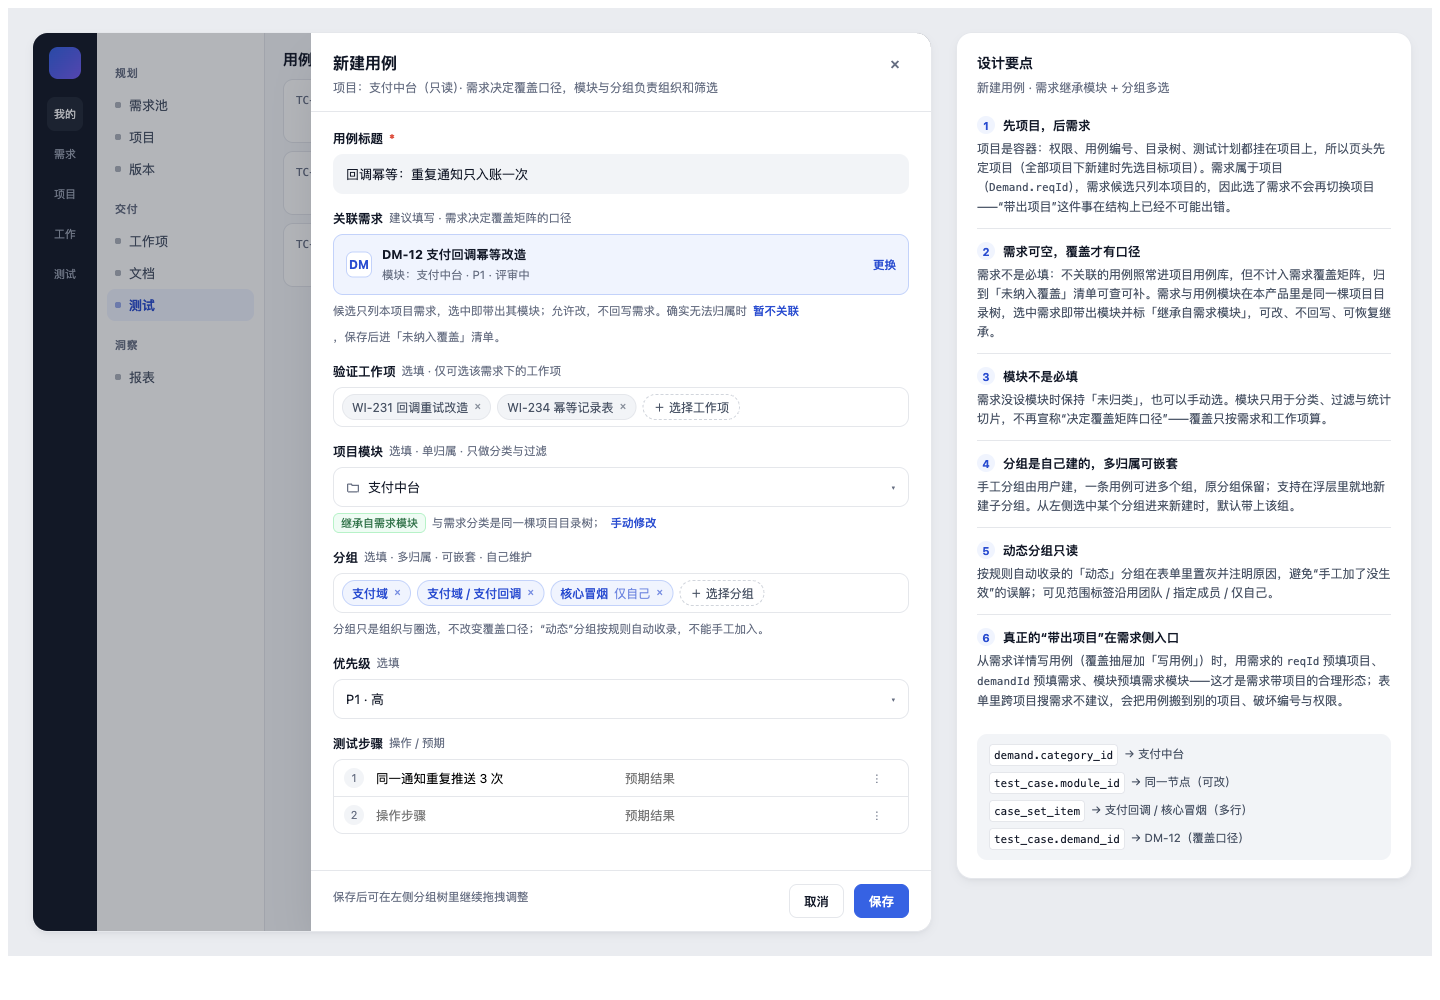 我的
需求
项目
工作
测试
规划
需求池
项目
版本
交付
工作项
文档
测试
洞察
报表
用例
TC-
TC-
TC-
新建用例
×
项目：支付中台（只读）· 需求决定覆盖口径，模块与分组负责组织和筛选
用例标题 *
回调幂等：重复通知只入账一次
关联需求 建议填写 · 需求决定覆盖矩阵的口径
DM
DM-12 支付回调幂等改造
模块：支付中台 · P1 · 评审中
更换
候选只列本项目需求，选中即带出其模块；允许改，不回写需求。确实无法归属时 暂不关联
，保存后进「未纳入覆盖」清单。
验证工作项 选填 · 仅可选该需求下的工作项
WI-231 回调重试改造 × WI-234 幂等记录表 × ＋ 选择工作项
项目模块 选填 · 单归属 · 只做分类与过滤
支付中台
继承自需求模块 与需求分类是同一棵项目目录树； 手动修改
分组 选填 · 多归属 · 可嵌套 · 自己维护
支付域 × 支付域 / 支付回调 × 核心冒烟 仅自己 × ＋ 选择分组
分组只是组织与圈选，不改变覆盖口径；“动态”分组按规则自动收录，不能手工加入。
优先级 选填
P1 · 高
测试步骤 操作 / 预期
1 同一通知重复推送 3 次 预期结果 ⋮
2 操作步骤 预期结果 ⋮
保存后可在左侧分组树里继续拖拽调整
取消 保存
设计要点
新建用例 · 需求继承模块 + 分组多选
1 先项目，后需求
项目是容器：权限、用例编号、目录树、测试计划都挂在项目上，所以页头先
定项目（全部项目下新建时先选目标项目）。需求属于项目
（Demand.reqId），需求候选只列本项目的，因此选了需求不会再切换项目
——“带出项目”这件事在结构上已经不可能出错。
2 需求可空，覆盖才有口径
需求不是必填：不关联的用例照常进项目用例库，但不计入需求覆盖矩阵，归
到「未纳入覆盖」清单可查可补。需求与用例模块在本产品里是同一棵项目目
录树，选中需求即带出模块并标「继承自需求模块」，可改、不回写、可恢复继
承。
3 模块不是必填
需求没设模块时保持「未归类」，也可以手动选。模块只用于分类、过滤与统计
切片，不再宣称“决定覆盖矩阵口径”——覆盖只按需求和工作项算。
4 分组是自己建的，多归属可嵌套
手工分组由用户建，一条用例可进多个组，原分组保留；支持在浮层里就地新
建子分组。从左侧选中某个分组进来新建时，默认带上该组。
5 动态分组只读
按规则自动收录的「动态」分组在表单里置灰并注明原因，避免“手工加了没生
效”的误解；可见范围标签沿用团队 / 指定成员 / 仅自己。
6 真正的“带出项目”在需求侧入口
从需求详情写用例（覆盖抽屉加「写用例」）时，用需求的 reqId 预填项目、
demandId 预填需求、模块预填需求模块——这才是需求带项目的合理形态；表
单里跨项目搜需求不建议，会把用例搬到别的项目、破坏编号与权限。
demand.category_id → 支付中台
test_case.module_id → 同一节点（可改）
case_set_item → 支付回调 / 核心冒烟（多行）
test_case.demand_id → DM-12（覆盖口径）